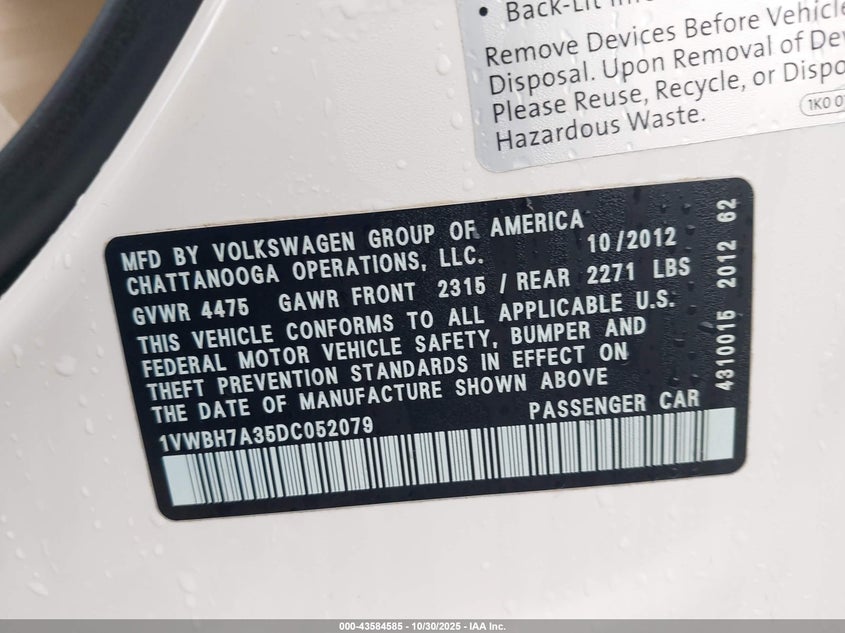 • Back-Lit
Remove Devices Before Vehicle
Disposal. Upon Removal of
Please Reuse, Recycle, or
Hazardous Waste.
1K0
MFD BY VOLKSWAGEN GROUP OF AMERICA
CHATTANOOGA OPERATIONS, LLC. 10/2012
GVWR 4475 GAWR FRONT 2315 / REAR 2271 LBS
THIS VEHICLE CONFORMS TO ALL APPLICABLE U.S.
FEDERAL MOTOR VEHICLE SAFETY, BUMPER AND
THEFT PREVENTION STANDARDS IN EFFECT ON
THE DATE OF MANUFACTURE SHOWN ABOVE
1VWBH7A35DC052079 PASSENGER CAR
4310015 2012 62
000-43584585 - 10/30/2025 - IAA Inc.